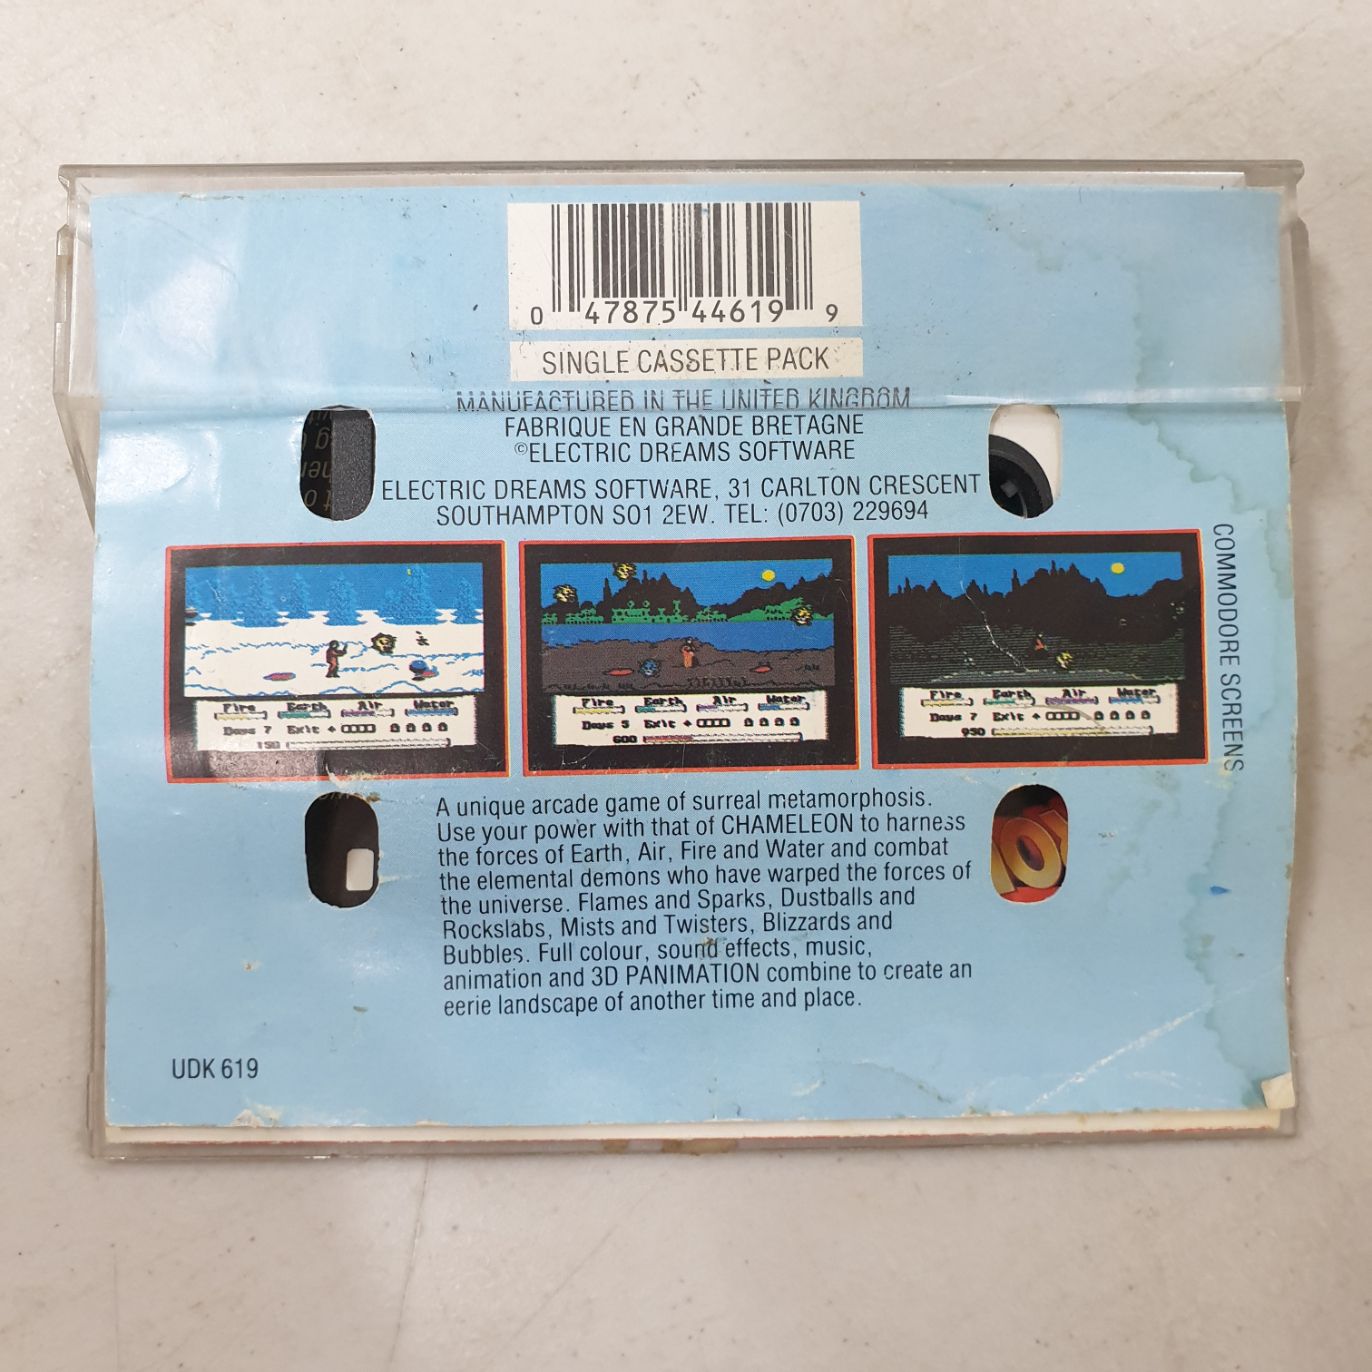 0 47875 44619 9
SINGLE CASSETTE PACK
MANUFACTURED IN THE UNITED KINGDOM
FABRIQUE EN GRANDE BRETAGNE
©ELECTRIC DREAMS SOFTWARE
ELECTRIC DREAMS SOFTWARE, 31 CARLTON CRESCENT
SOUTHAMPTON SO1 2EW. TEL: (0703) 229694
COMMODORE SCREENS
Fire Earth Air Water
Days 7 Exit
150
Fire Earth Air Water
Days 5 Exit
600
Fire Earth Air Water
Days 7 Exit
950
A unique arcade game of surreal metamorphosis.
Use your power with that of CHAMELEON to harness
the forces of Earth, Air, Fire and Water and combat
the elemental demons who have warped the forces of
the universe. Flames and Sparks, Dustballs and
Rockslabs, Mists and Twisters, Blizzards and
Bubbles. Full colour, sound effects, music,
animation and 3D PANIMATION combine to create an
eerie landscape of another time and place.
UDK 619